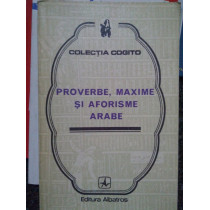 COLECȚIA COGITO
PROVERBE, MAXIME
ȘI AFORISME
ARABE
Editura Albatros